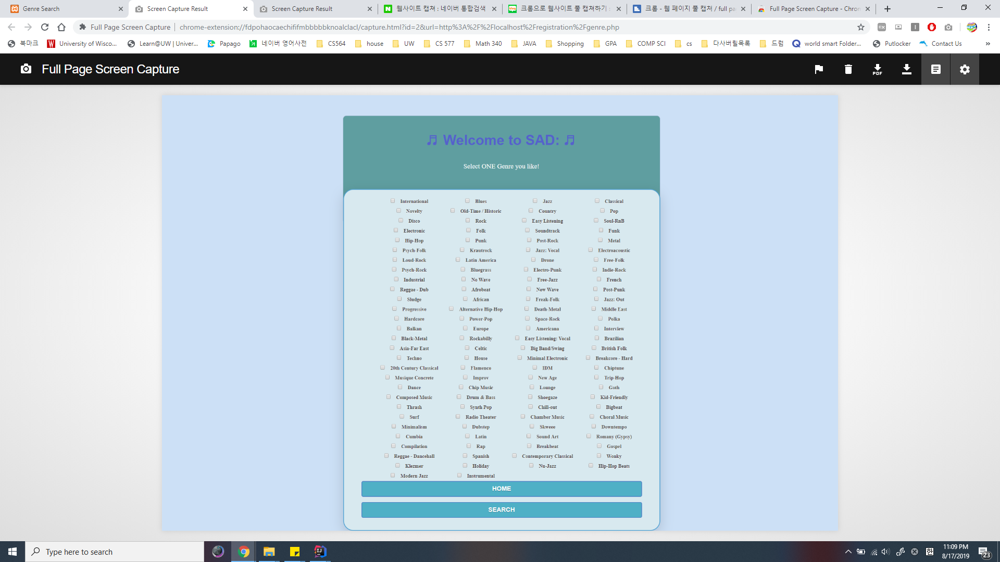 Genre Search
Screen Capture Result
Screen Capture Result
웹사이트 캡쳐 : 네이버 통합검색
크롬으로 웹사이트 풀 캡쳐하기 :
크롬 - 웹 페이지 풀 캡처 / full pa
Full Page Screen Capture - Chron
Full Page Screen Capture
chrome-extension://fdpohaocaechififmbbbbbknoalclacl/capture.html?id=2&url=http%3A%2F%2Flocalhost%2Fregistration%2Fgenre.php
북마크
University of Wisco...
Learn@UW | Univer...
Papago
네이버 영어사전
CS564
house
UW
CS 577
Math 340
JAVA
Shopping
GPA
COMP SCI
cs
다사버릴목록
드럼
world smart Folder...
Putlocker
Contact Us
»
Full Page Screen Capture
PDF
♬ Welcome to SAD: ♬
Select ONE Genre you like!
International Blues Jazz Classical
Novelty Old-Time / Historic Country Pop
Disco Rock Easy Listening Soul-RnB
Electronic Folk Soundtrack Funk
Hip-Hop Punk Post-Rock Metal
Psych-Folk Krautrock Jazz: Vocal Electroacoustic
Loud-Rock Latin America Drone Free-Folk
Psych-Rock Bluegrass Electro-Punk Indie-Rock
Industrial No Wave Free-Jazz French
Reggae - Dub Afrobeat New Wave Post-Punk
Sludge African Freak-Folk Jazz: Out
Progressive Alternative Hip-Hop Death-Metal Middle East
Hardcore Power-Pop Space-Rock Polka
Balkan Europe Americana Interview
Black-Metal Rockabilly Easy Listening: Vocal Brazilian
Asia-Far East Celtic Big Band/Swing British Folk
Techno House Minimal Electronic Breakcore - Hard
20th Century Classical Flamenco IDM Chiptune
Musique Concrete Improv New Age Trip-Hop
Dance Chip Music Lounge Goth
Composed Music Drum & Bass Shoegaze Kid-Friendly
Thrash Synth Pop Chill-out Bigbeat
Surf Radio Theater Chamber Music Choral Music
Minimalism Dubstep Skweee Downtempo
Cumbia Latin Sound Art Romany (Gypsy)
Compilation Rap Breakbeat Gospel
Reggae - Dancehall Spanish Contemporary Classical Wonky
Klezmer Holiday Nu-Jazz Hip-Hop Beats
Modern Jazz Instrumental
HOME
SEARCH
Type here to search
IJ
한
11:09 PM
8/17/2019
23